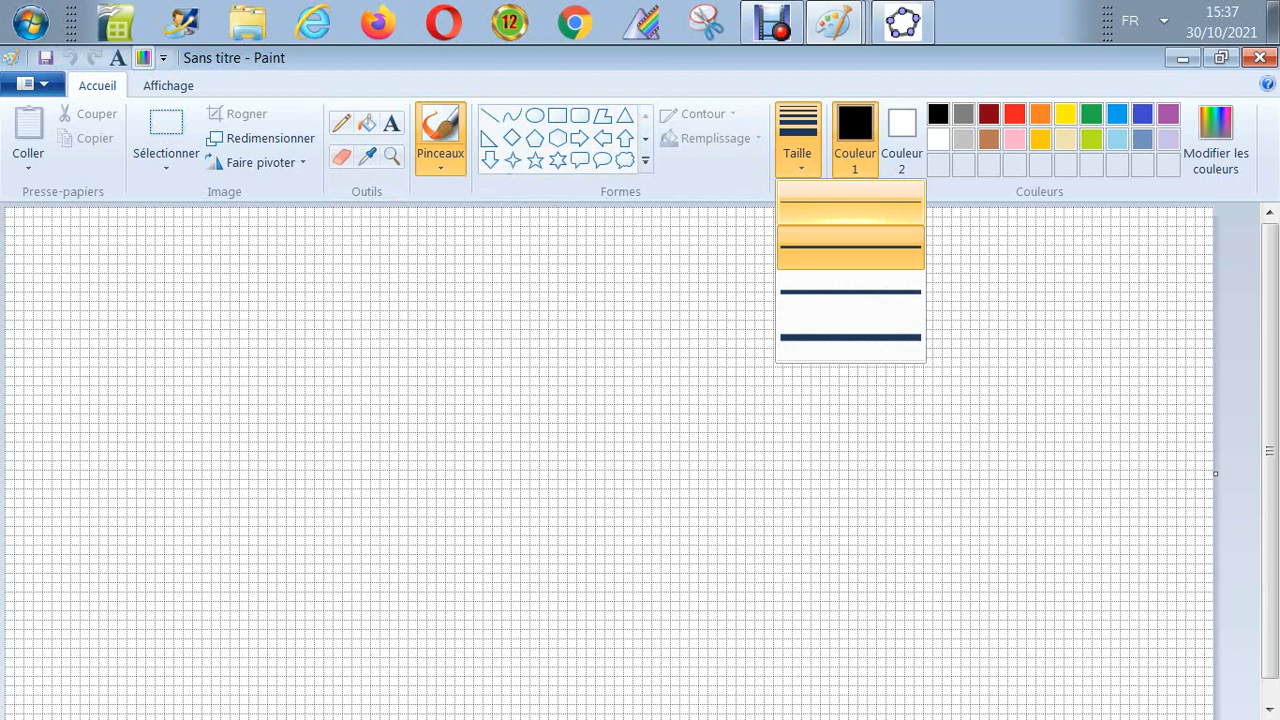 12
FR
15:37
30/10/2021
Sans titre - Paint
Accueil
Affichage
Coller
Couper
Copier
Presse-papiers
Sélectionner
Rogner
Redimensionner
Faire pivoter
Image
A
Outils
Pinceaux
Contour
Remplissage
Formes
Taille
Couleur 1
Couleur 2
Modifier les couleurs
Couleurs